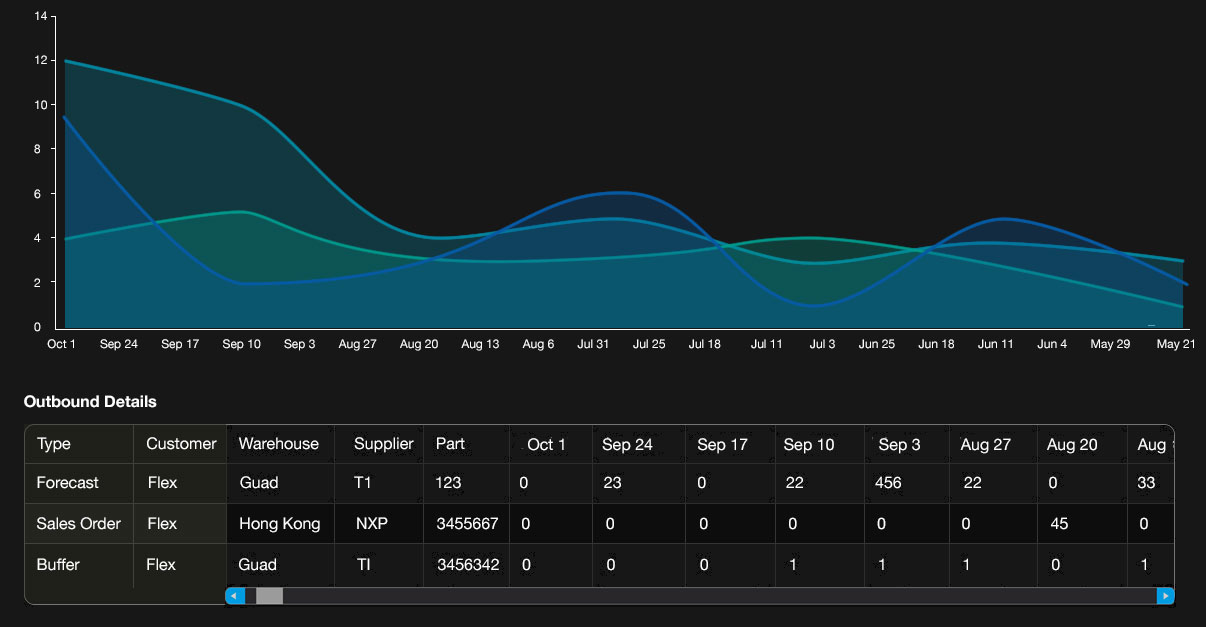 14
12
10
8
6
4
2
0
Oct 1 Sep 24 Sep 17 Sep 10 Sep 3 Aug 27 Aug 20 Aug 13 Aug 6 Jul 31 Jul 25 Jul 18 Jul 11 Jul 3 Jun 25 Jun 18 Jun 11 Jun 4 May 29 May 21
Outbound Details
Type Customer Warehouse Supplier Part Oct 1 Sep 24 Sep 17 Sep 10 Sep 3 Aug 27 Aug 20 Aug
Forecast Flex Guad T1 123 0 23 0 22 456 22 0 33
Sales Order Flex Hong Kong NXP 3455667 0 0 0 0 0 0 45 0
Buffer Flex Guad TI 3456342 0 0 0 1 1 1 0 1